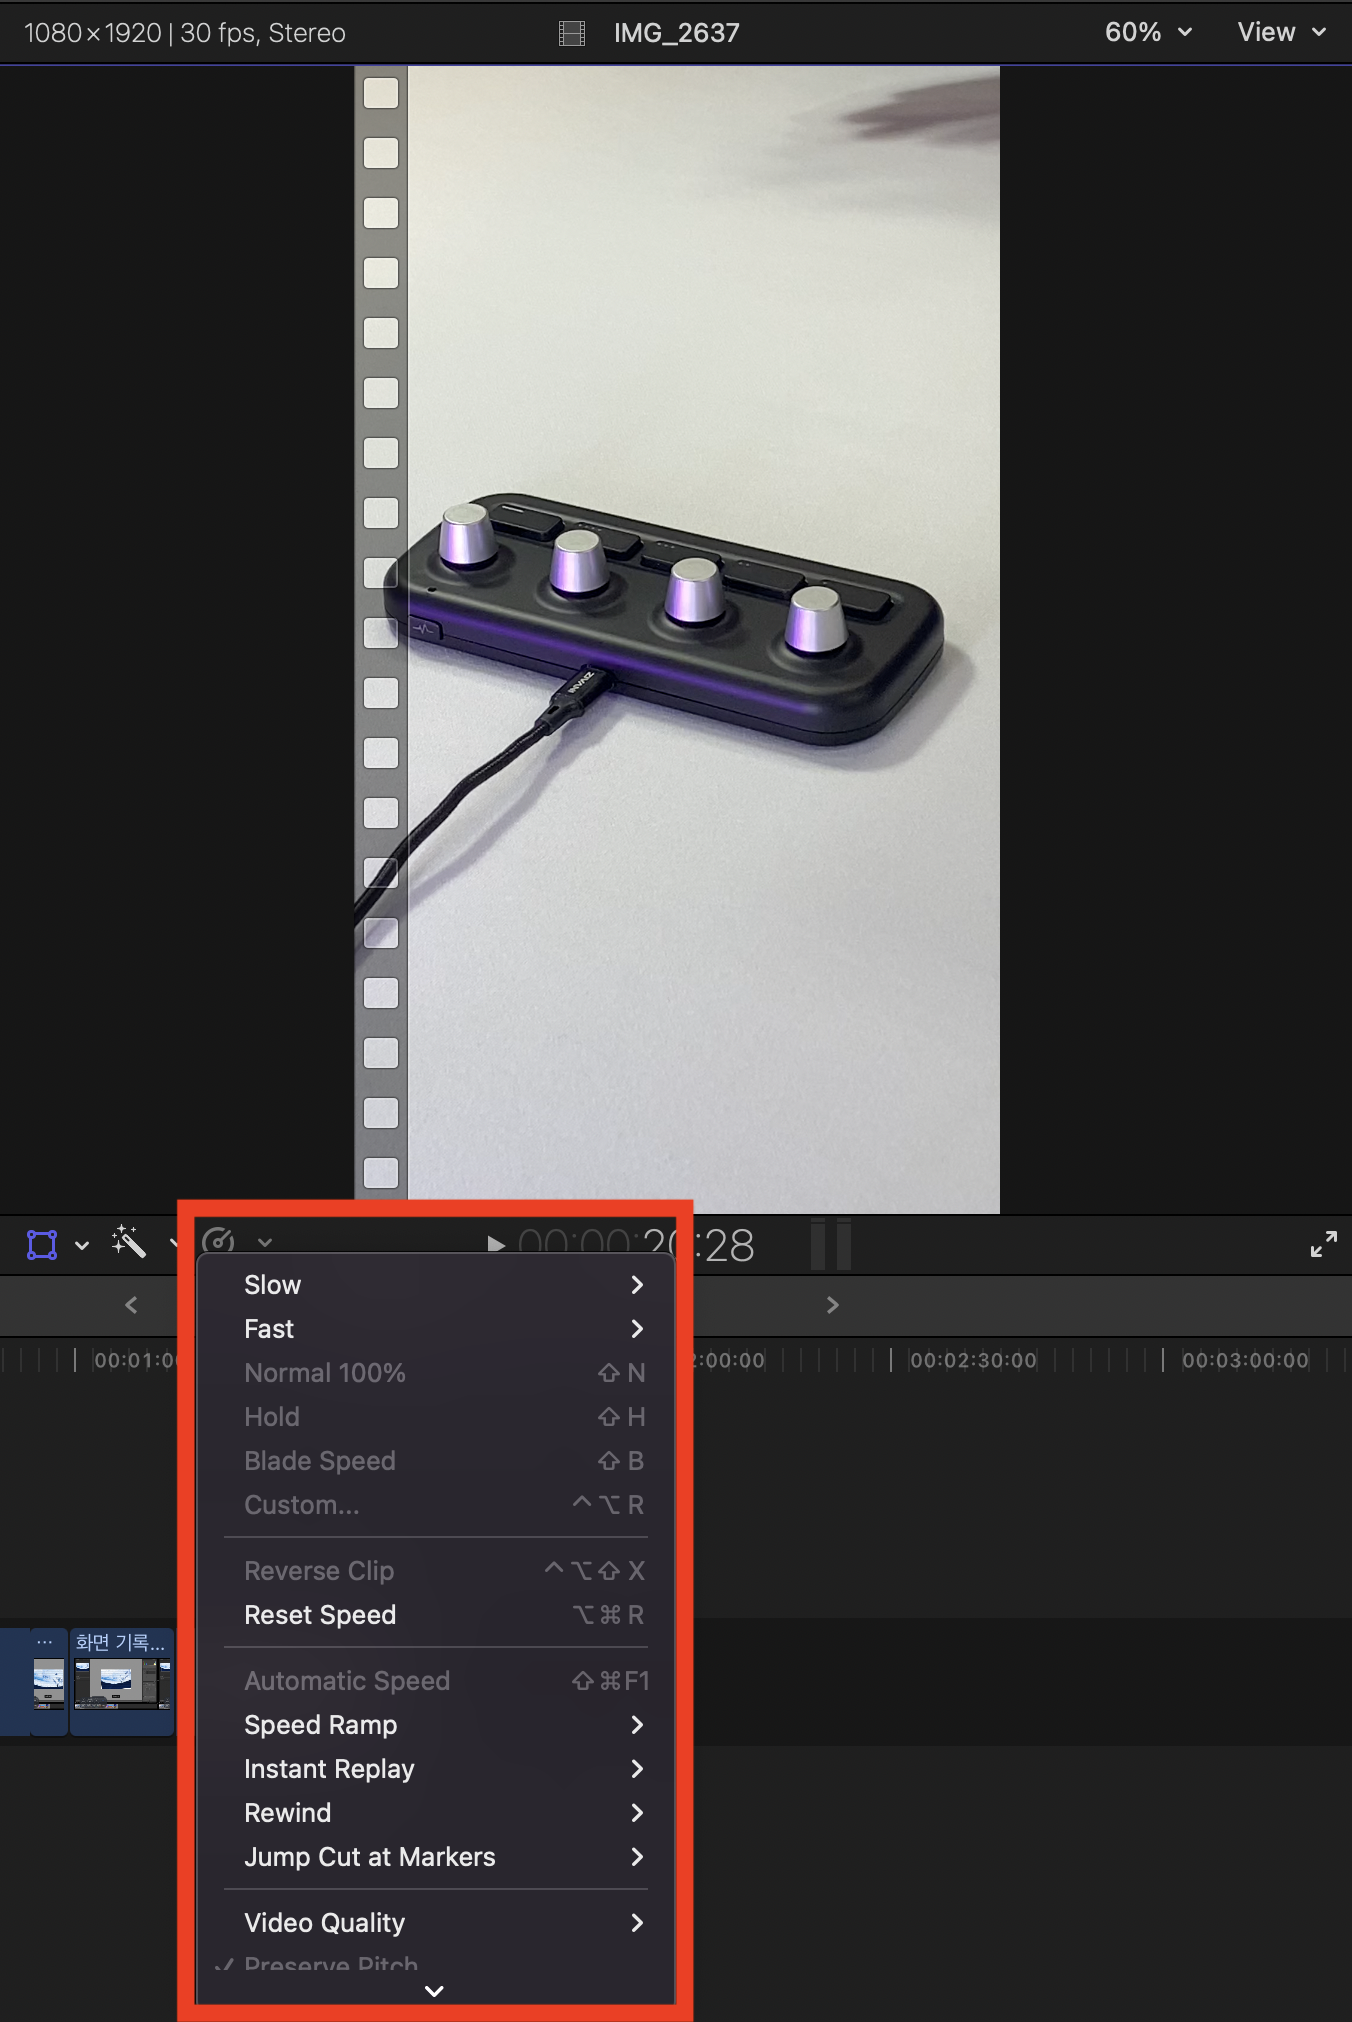 1080×1920 | 30 fps, Stereo
IMG_2637
60%
View
INVAIZ
00:00:20:28
Slow
Fast
Normal 100% ⇧ N
Hold ⇧ H
Blade Speed ⇧ B
Custom... ^ ⌥ R
Reverse Clip ^ ⌥ ⇧ X
Reset Speed ⌥ ⌘ R
Automatic Speed ⇧ ⌘ F1
Speed Ramp
Instant Replay
Rewind
Jump Cut at Markers
Video Quality
✓ Preserve Pitch
00:01:00
2:00:00
00:02:30:00
00:03:00:00
...
화면 기록...